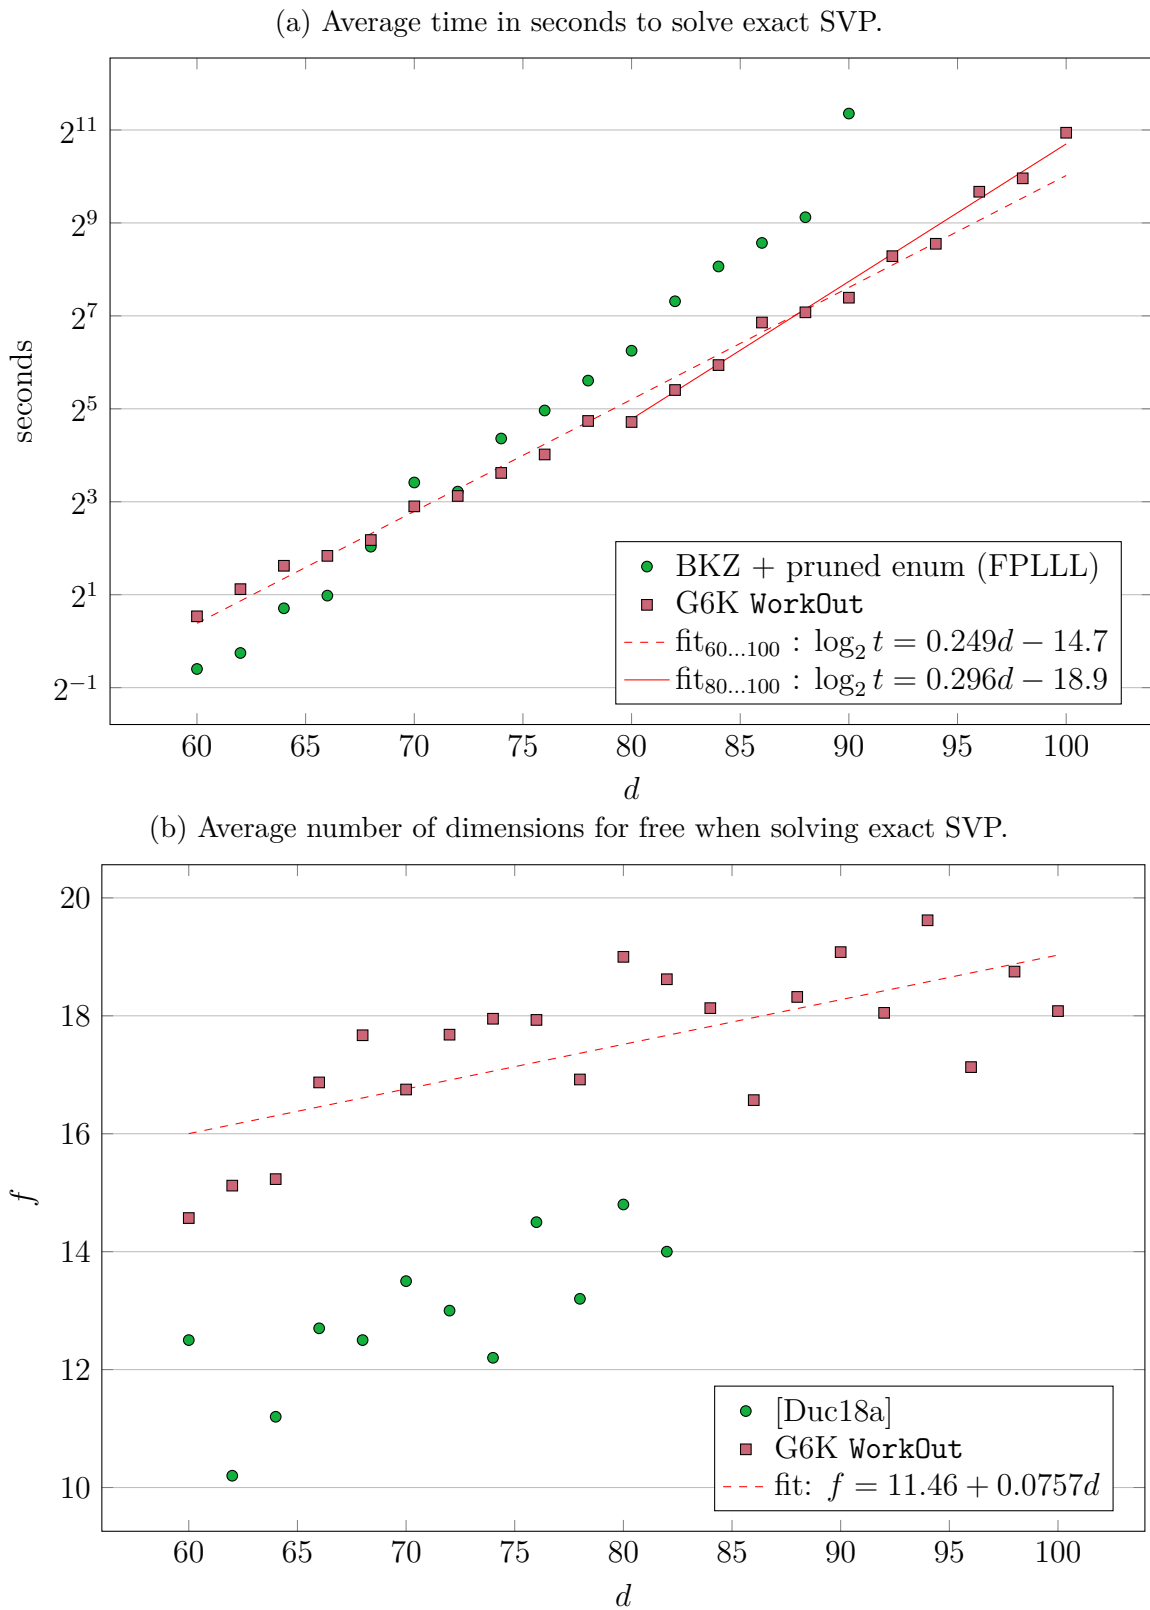 (a) Average time in seconds to solve exact SVP.
2^11
2^9
2^7
2^5
2^3
2^1
2^−1
seconds
BKZ + pruned enum (FPLLL)
G6K WorkOut
fit_60...100 : log_2 t = 0.249d − 14.7
fit_80...100 : log_2 t = 0.296d − 18.9
60 65 70 75 80 85 90 95 100
d
(b) Average number of dimensions for free when solving exact SVP.
20
18
16
14
12
10
f
[Duc18a]
G6K WorkOut
fit: f = 11.46 + 0.0757d
60 65 70 75 80 85 90 95 100
d